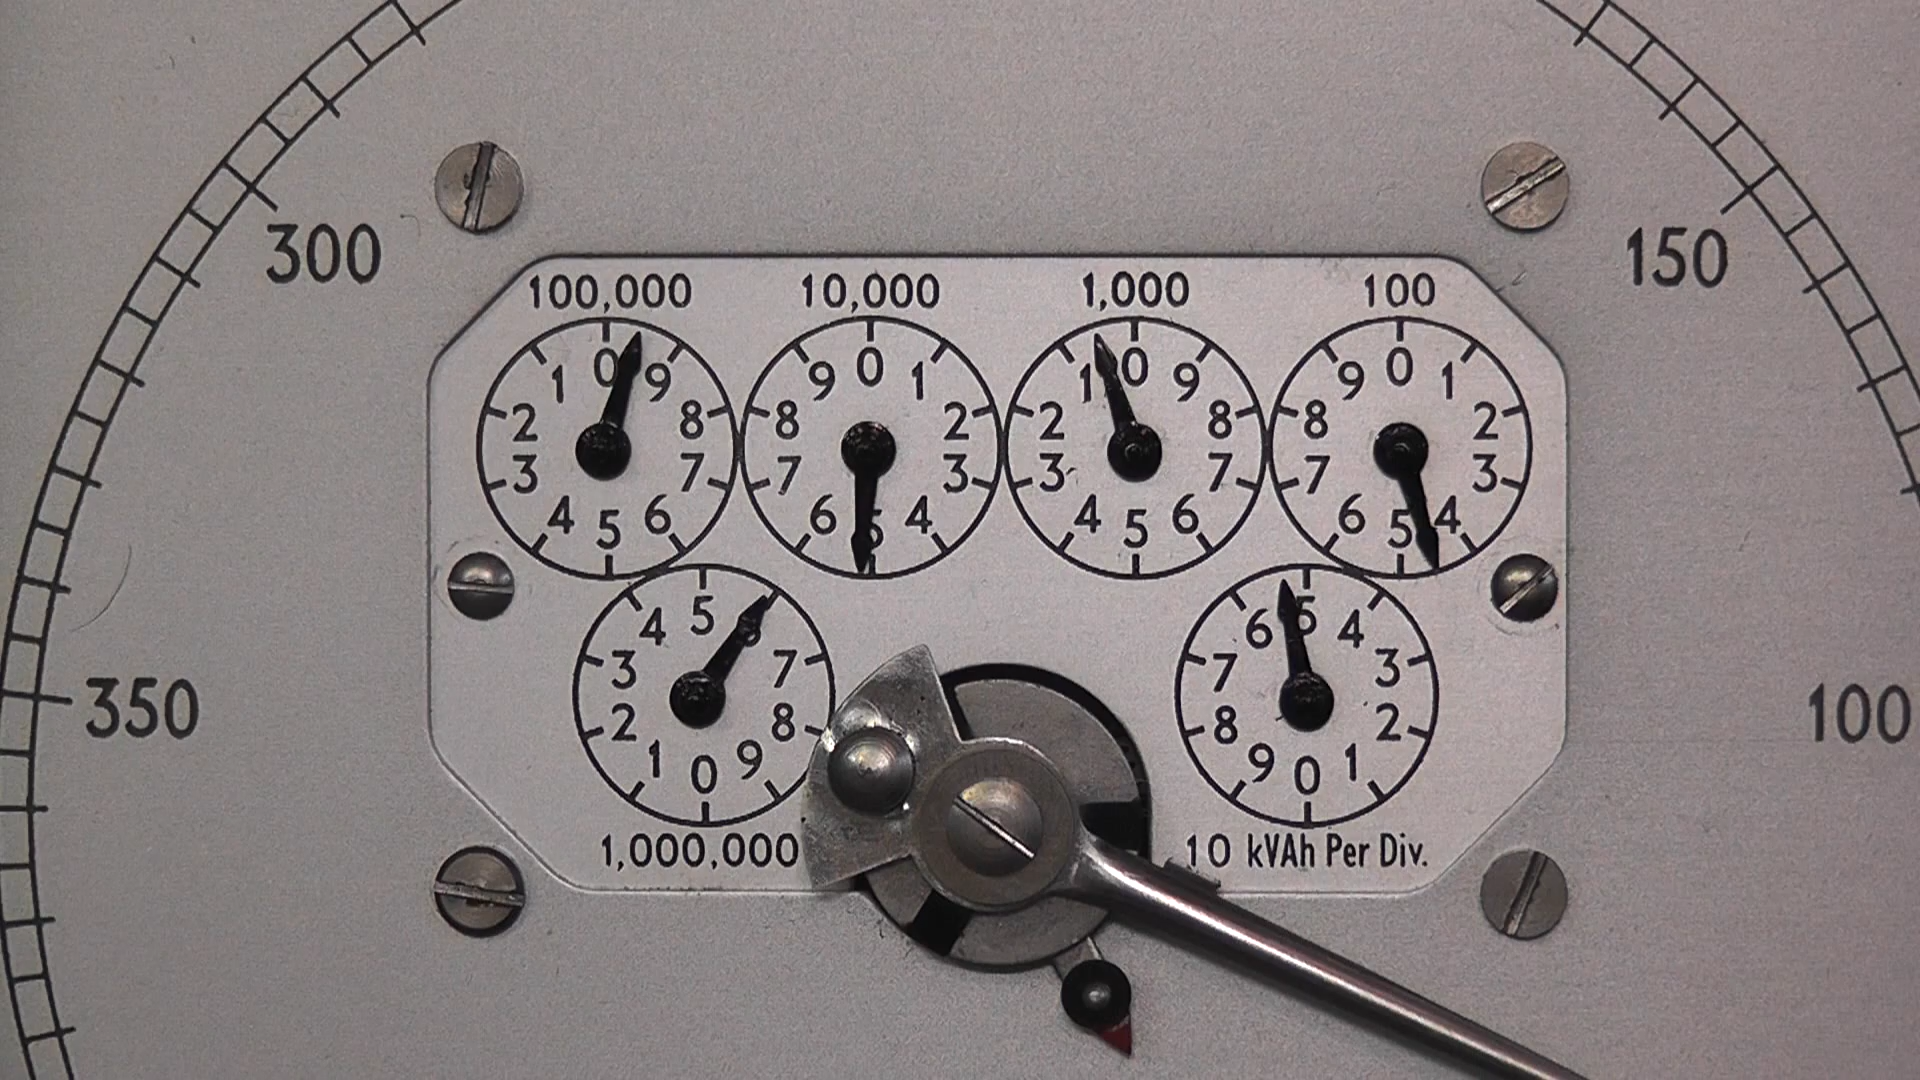 300
150
350
100
100,000
10,000
1,000
100
0 9 8 7 6 5 4 3 2 1
0 1 2 3 4 5 6 7 8 9
0 9 8 7 6 5 4 3 2 1
0 1 2 3 4 5 6 7 8 9
5 6 7 8 9 0 1 2 3 4
5 4 3 2 1 0 9 8 7 6
1,000,000
10 kVAh Per Div.